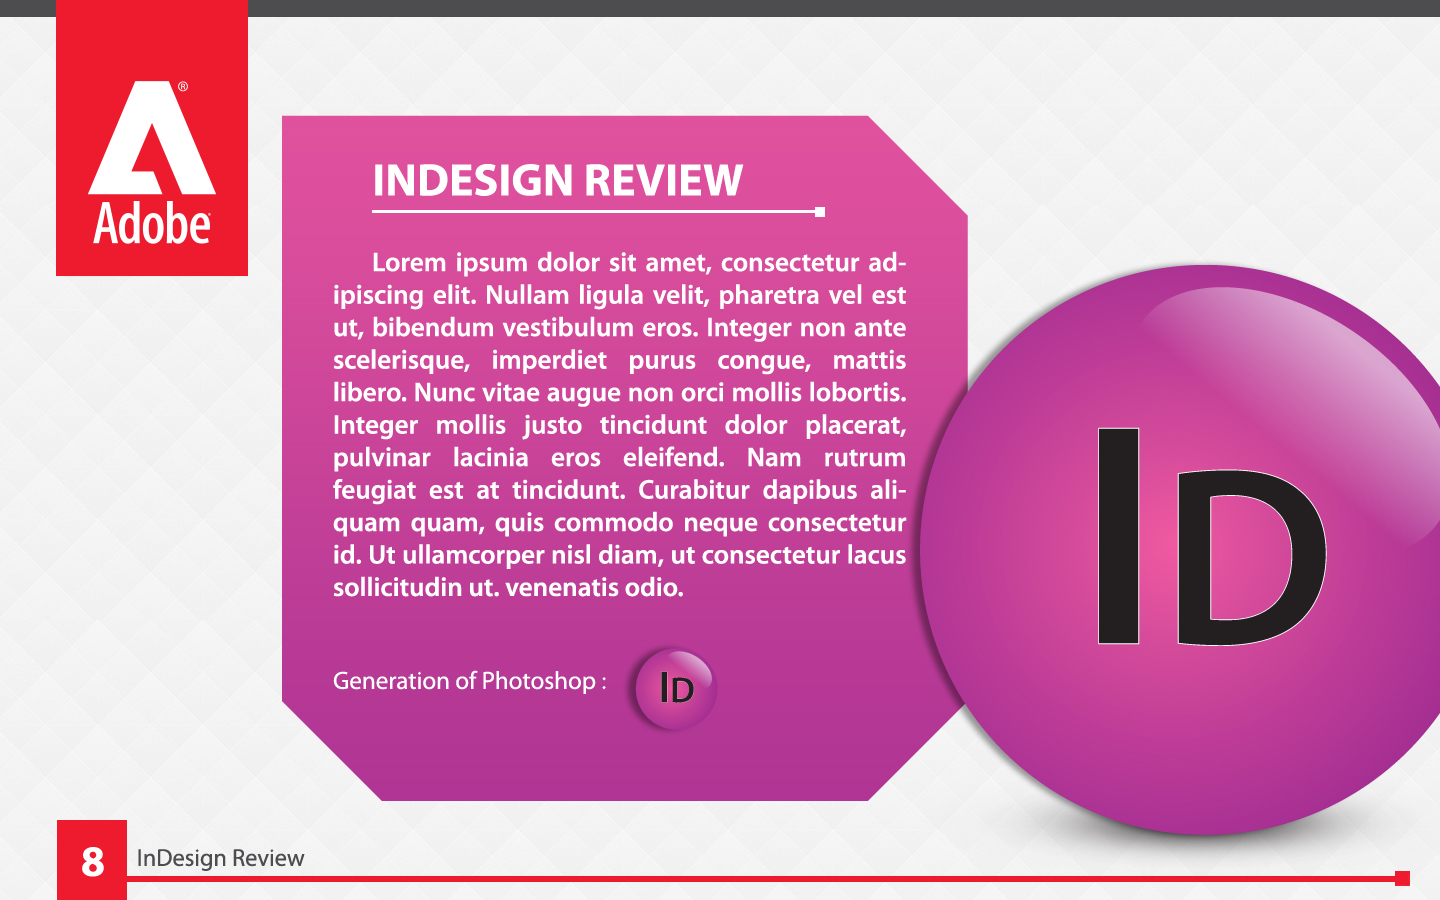 ®
Adobe
INDESIGN REVIEW
Lorem ipsum dolor sit amet, consectetur ad-
ipiscing elit. Nullam ligula velit, pharetra vel est
ut, bibendum vestibulum eros. Integer non ante
scelerisque, imperdiet purus congue, mattis
libero. Nunc vitae augue non orci mollis lobortis.
Integer mollis justo tincidunt dolor placerat,
pulvinar lacinia eros eleifend. Nam rutrum
feugiat est at tincidunt. Curabitur dapibus ali-
quam quam, quis commodo neque consectetur
id. Ut ullamcorper nisl diam, ut consectetur lacus
sollicitudin ut. venenatis odio.
Generation of Photoshop :
ID
ID
8
InDesign Review